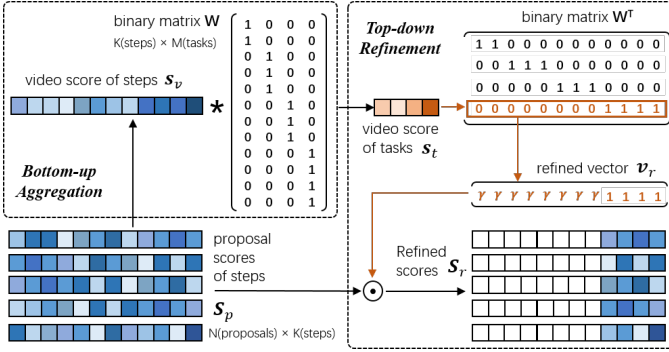 binary matrix W
K(steps) × M(tasks)
1 0 0 0
1 0 0 0
0 1 0 0
0 1 0 0
0 1 0 0
0 0 1 0
0 0 1 0
0 0 1 0
0 0 0 1
0 0 0 1
0 0 0 1
0 0 0 1
video score of steps s_v
*
Bottom-up
Aggregation
Top-down
Refinement
binary matrix W^T
1 1 0 0 0 0 0 0 0 0 0 0
0 0 1 1 1 0 0 0 0 0 0 0
0 0 0 0 0 1 1 1 0 0 0 0
0 0 0 0 0 0 0 0 1 1 1 1
video score
of tasks s_t
refined vector v_r
γ γ γ γ γ γ γ γ 1 1 1 1
proposal
scores
of steps
S_p
N(proposals) × K(steps)
Refined
scores S_r